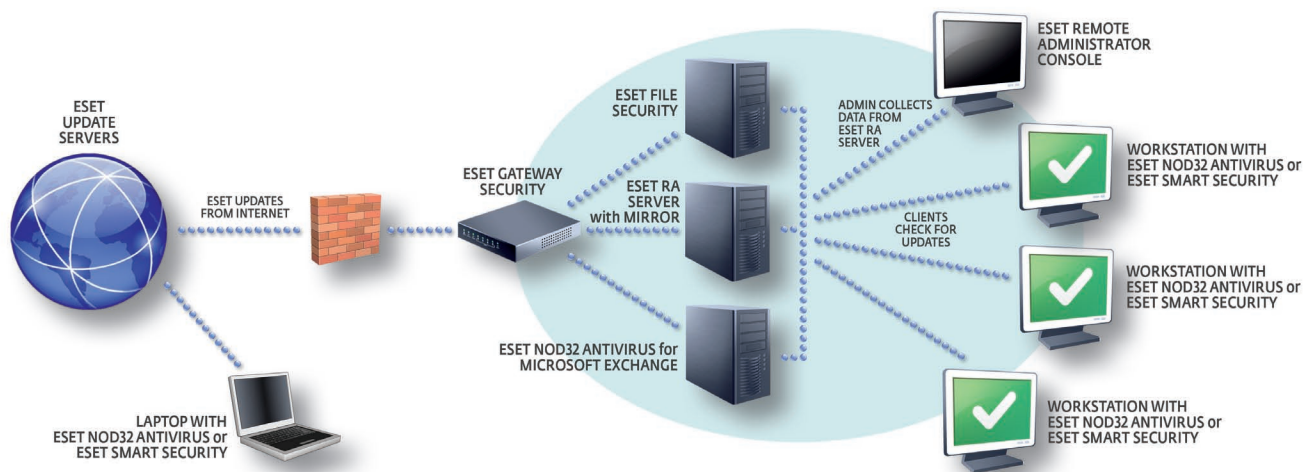 ESET
UPDATE
SERVERS
ESET UPDATES
FROM INTERNET
LAPTOP WITH
ESET NOD32 ANTIVIRUS or
ESET SMART SECURITY
ESET GATEWAY
SECURITY
ESET FILE
SECURITY
ESET RA
SERVER
with MIRROR
ESET NOD32 ANTIVIRUS for
MICROSOFT EXCHANGE
ADMIN COLLECTS
DATA FROM
ESET RA
SERVER
CLIENTS
CHECK FOR
UPDATES
ESET REMOTE
ADMINISTRATOR
CONSOLE
WORKSTATION WITH
ESET NOD32 ANTIVIRUS or
ESET SMART SECURITY
WORKSTATION WITH
ESET NOD32 ANTIVIRUS or
ESET SMART SECURITY
WORKSTATION WITH
ESET NOD32 ANTIVIRUS or
ESET SMART SECURITY